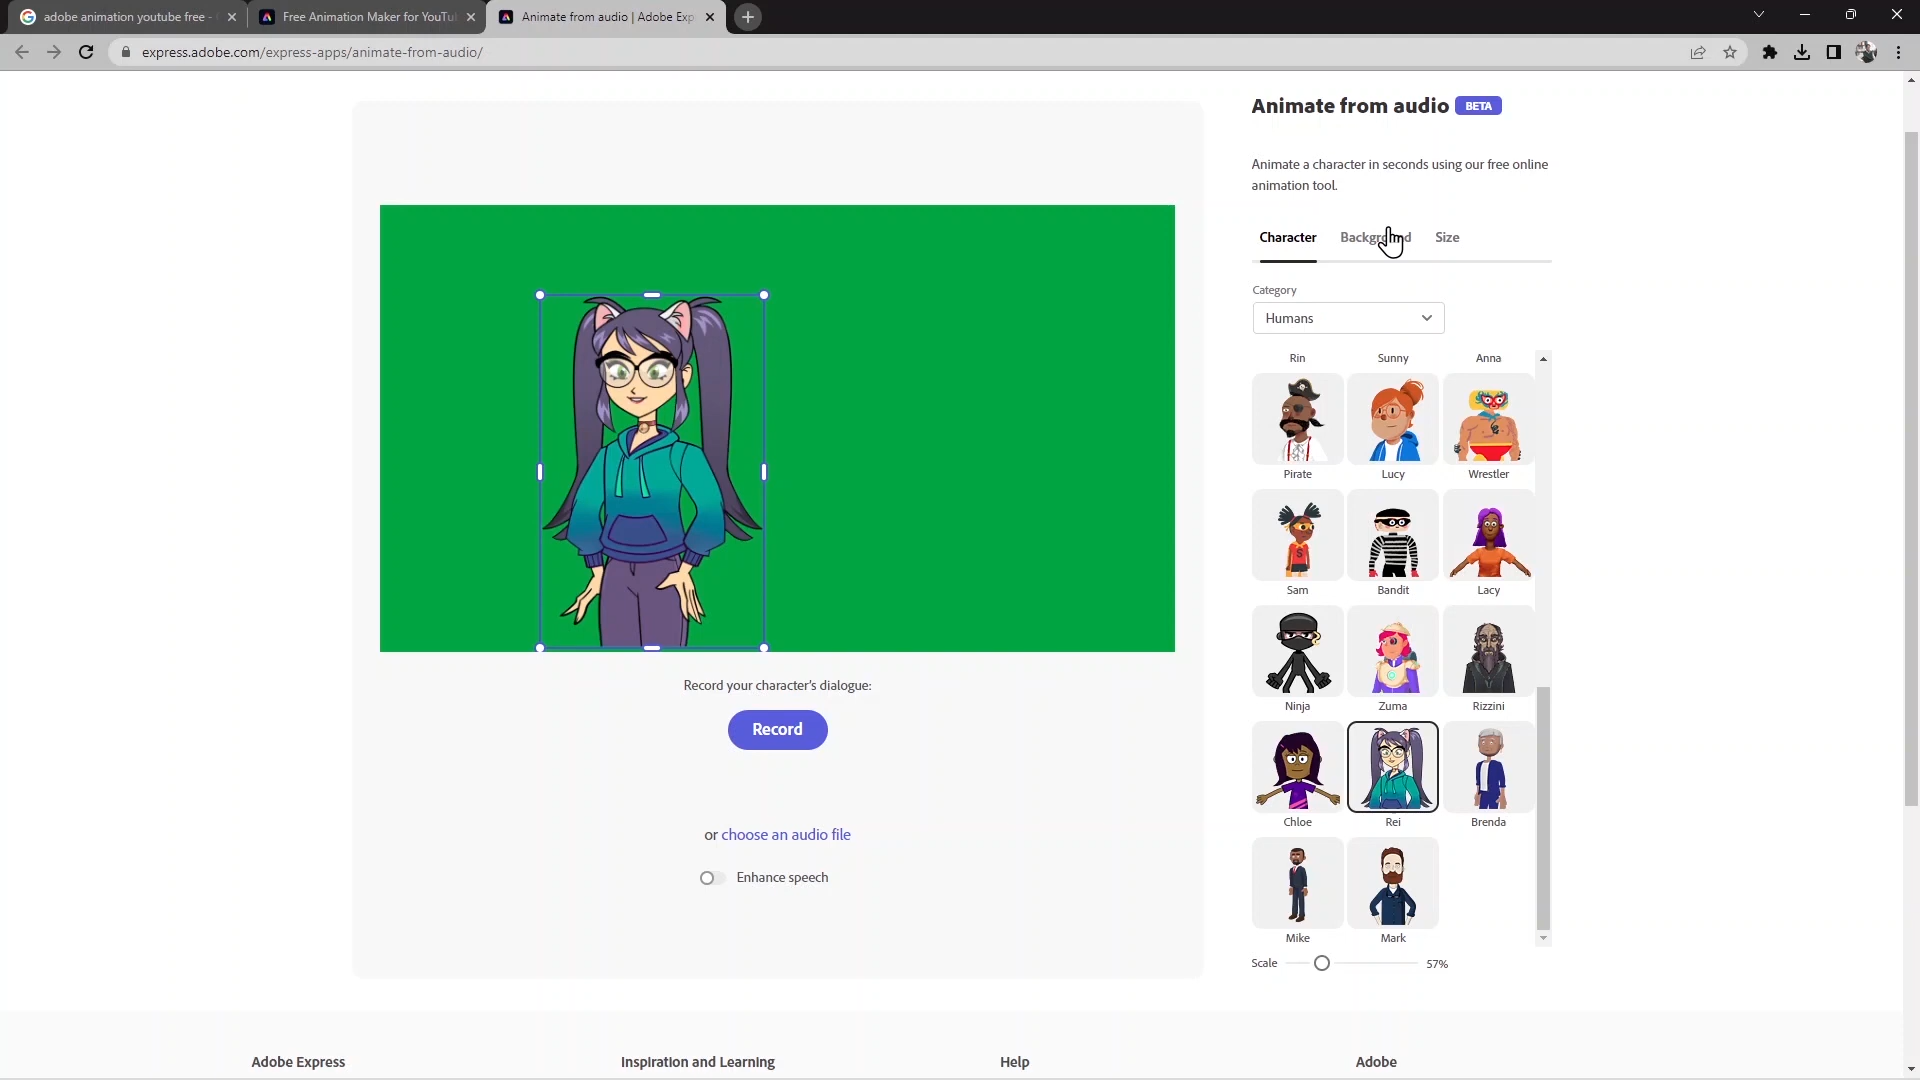 adobe animation youtube free -
Free Animation Maker for YouTu
Animate from audio | Adobe Exp
express.adobe.com/express-apps/animate-from-audio/
Animate from audio BETA
Animate a character in seconds using our free online
animation tool.
Character Background Size
Category
Humans
Rin Sunny Anna
Pirate Lucy Wrestler
Sam Bandit Lacy
Ninja Zuma Rizzini
Chloe Rei Brenda
Mike Mark
Scale 57%
Record your character's dialogue:
Record
or choose an audio file
Enhance speech
Adobe Express Inspiration and Learning Help Adobe